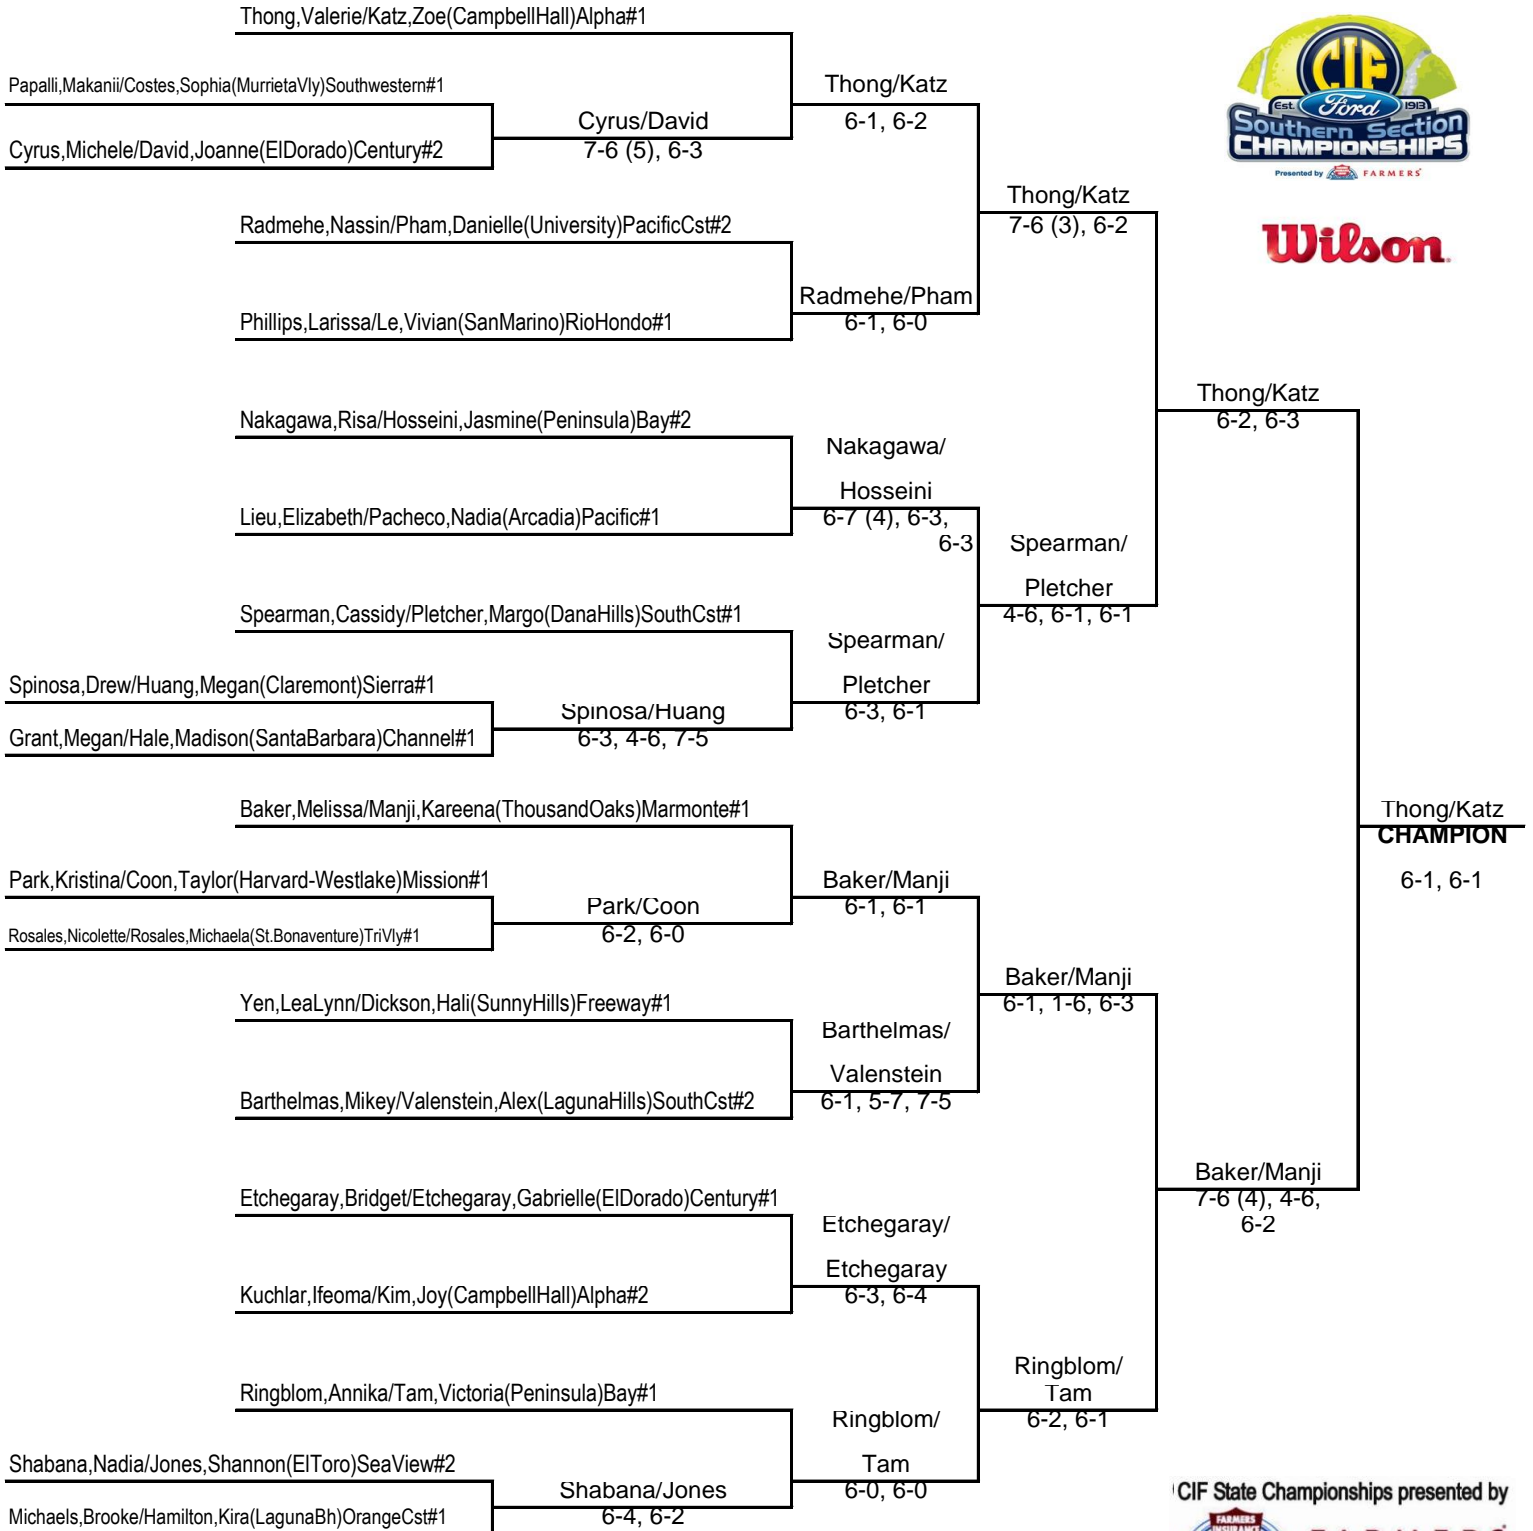 Thong,Valerie/Katz,Zoe(CampbellHall)Alpha#1
Papalli,Makanii/Costes,Sophia(MurrietaVly)Southwestern#1
Thong/Katz
6-1, 6-2
Cyrus/David
7-6 (5), 6-3
Cyrus,Michele/David,Joanne(ElDorado)Century#2
CIF
Est. Ford 1913
Southern Section
CHAMPIONSHIPS
Presented by FARMERS
Wilson
Thong/Katz
7-6 (3), 6-2
Radmehe,Nassin/Pham,Danielle(University)PacificCst#2
Radmehe/Pham
6-1, 6-0
Phillips,Larissa/Le,Vivian(SanMarino)RioHondo#1
Thong/Katz
6-2, 6-3
Nakagawa,Risa/Hosseini,Jasmine(Peninsula)Bay#2
Nakagawa/
Hosseini
6-7 (4), 6-3,
6-3
Lieu,Elizabeth/Pacheco,Nadia(Arcadia)Pacific#1
Spearman/
Pletcher
4-6, 6-1, 6-1
Spearman,Cassidy/Pletcher,Margo(DanaHills)SouthCst#1
Spearman/
Pletcher
6-3, 6-1
Spinosa,Drew/Huang,Megan(Claremont)Sierra#1
Spinosa/Huang
6-3, 4-6, 7-5
Grant,Megan/Hale,Madison(SantaBarbara)Channel#1
Baker,Melissa/Manji,Kareena(ThousandOaks)Marmonte#1
Thong/Katz
CHAMPION
6-1, 6-1
Park,Kristina/Coon,Taylor(Harvard-Westlake)Mission#1
Baker/Manji
6-1, 6-1
Park/Coon
6-2, 6-0
Rosales,Nicolette/Rosales,Michaela(St.Bonaventure)TriVly#1
Baker/Manji
6-1, 1-6, 6-3
Yen,LeaLynn/Dickson,Hali(SunnyHills)Freeway#1
Barthelmas/
Valenstein
6-1, 5-7, 7-5
Barthelmas,Mikey/Valenstein,Alex(LagunaHills)SouthCst#2
Baker/Manji
7-6 (4), 4-6,
6-2
Etchegaray,Bridget/Etchegaray,Gabrielle(ElDorado)Century#1
Etchegaray/
Etchegaray
6-3, 6-4
Kuchlar,Ifeoma/Kim,Joy(CampbellHall)Alpha#2
Ringblom/
Tam
6-2, 6-1
Ringblom,Annika/Tam,Victoria(Peninsula)Bay#1
Ringblom/
Tam
6-0, 6-0
Shabana,Nadia/Jones,Shannon(ElToro)SeaView#2
Shabana/Jones
6-4, 6-2
Michaels,Brooke/Hamilton,Kira(LagunaBh)OrangeCst#1
CIF State Championships presented by
FARMERS
INSURANCE
FARMERS